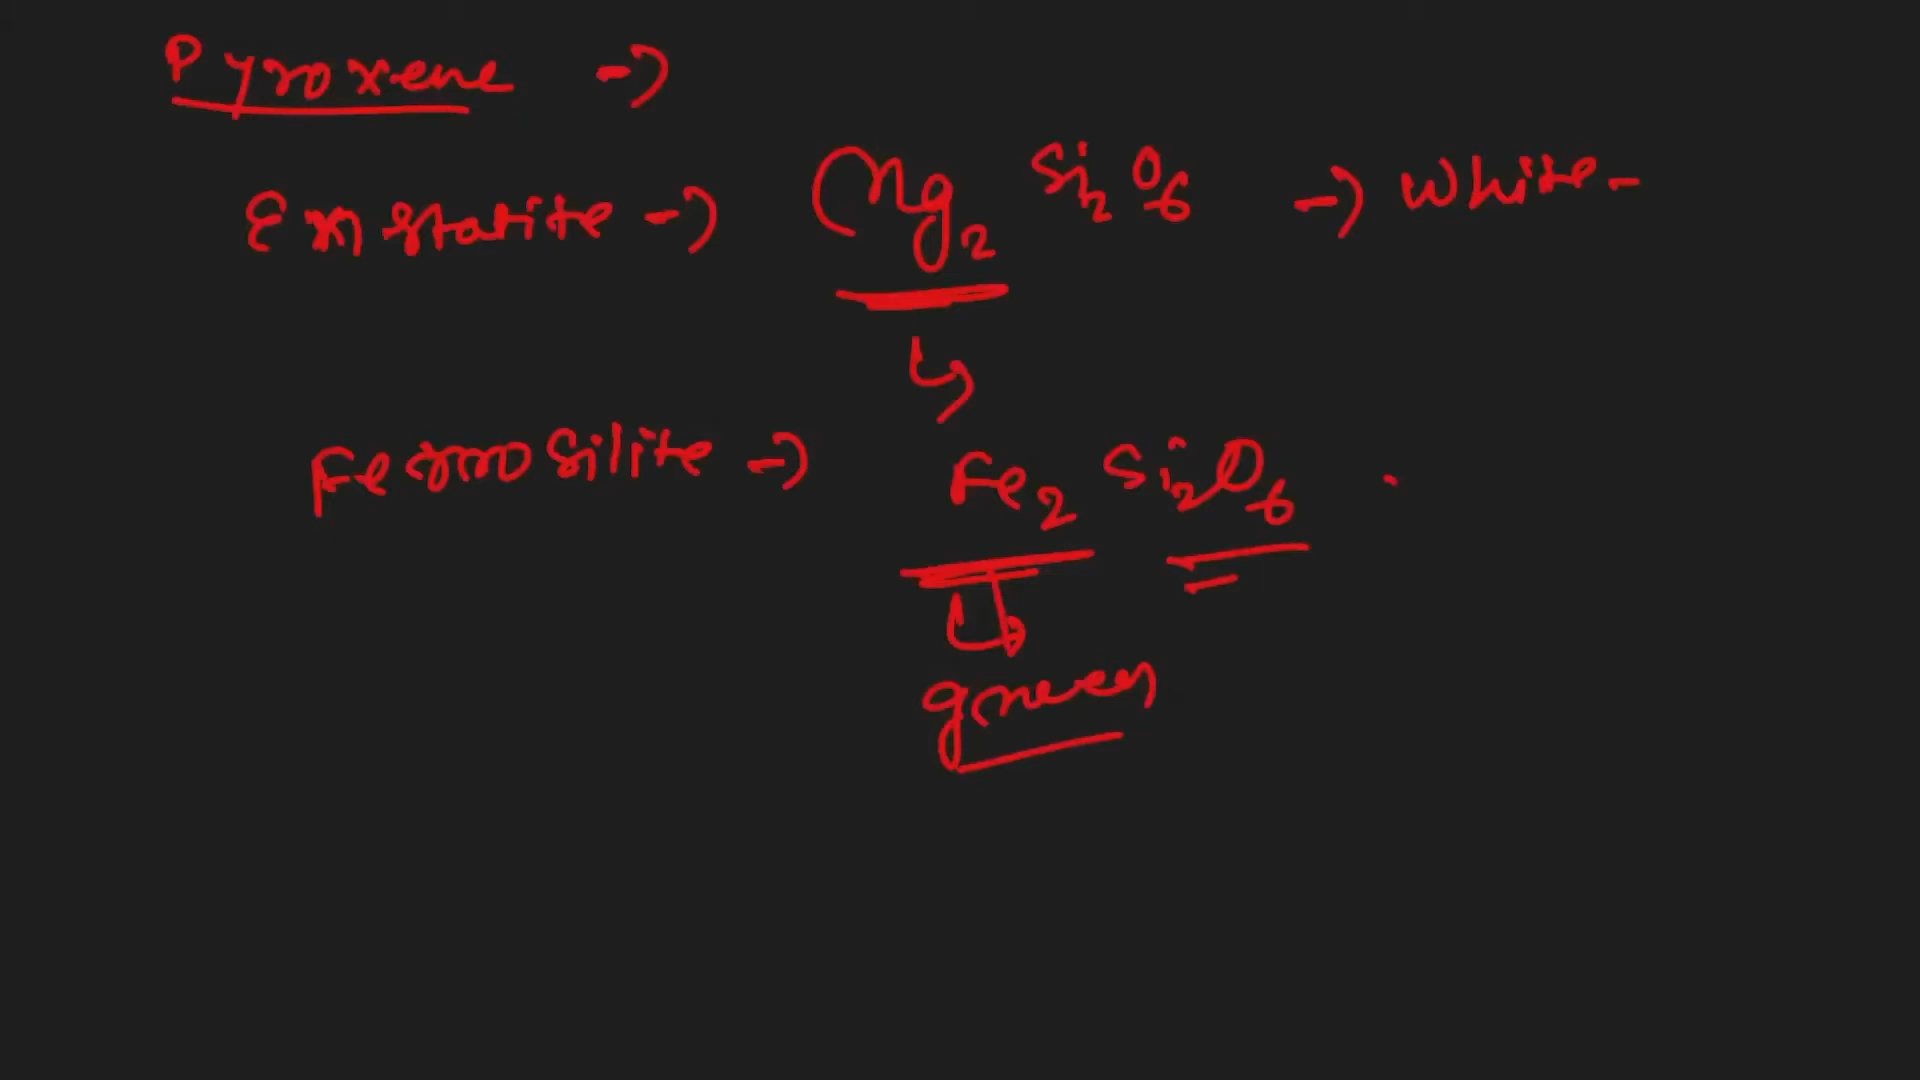 Pyroxene →
Enstatite → Mg₂ Si₂O₆ → White
Ferrosilite → Fe₂ Si₂O₆
green